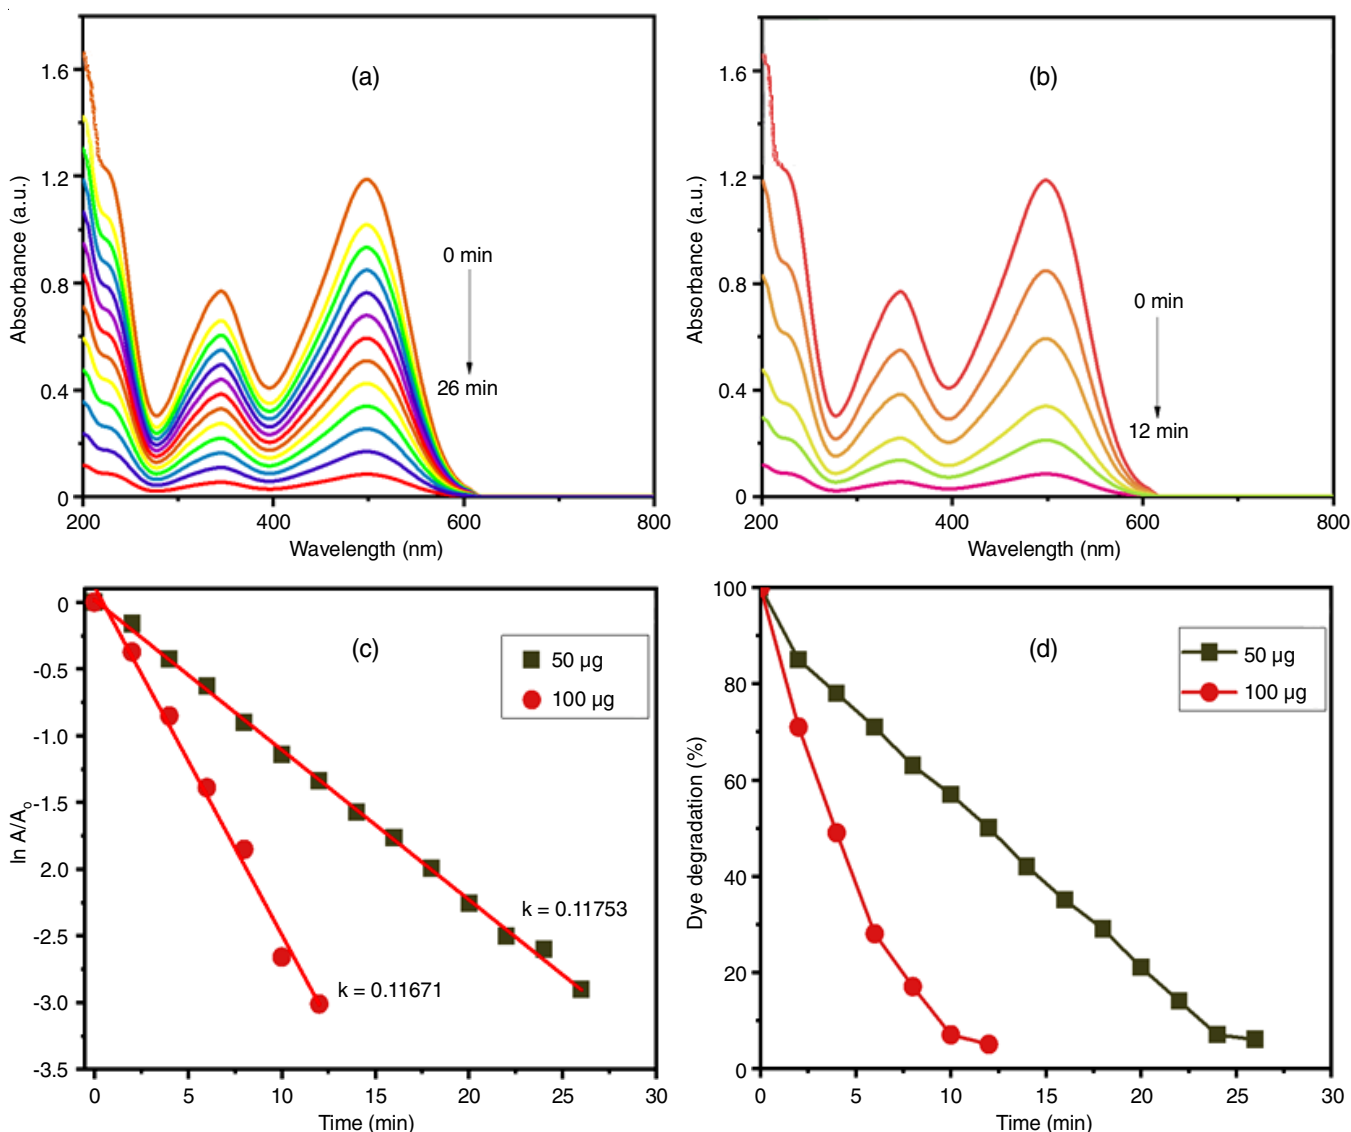 (a)
1.6
1.2
0.8
0.4
0
Absorbance (a.u.)
0 min
26 min
200
400
600
800
Wavelength (nm)
(b)
1.6
1.2
0.8
0.4
0
Absorbance (a.u.)
0 min
12 min
200
400
600
800
Wavelength (nm)
(c)
0
-0.5
-1.0
-1.5
2.0
-2.5
-3.0
-3.5
ln A/A₀
50 µg
100 µg
k = 0.11753
k = 0.11671
0
5
10
15
20
25
30
Time (min)
(d)
100
80
60
40
20
0
Dye degradation (%)
50 µg
100 µg
0
5
10
15
20
25
30
Time (min)